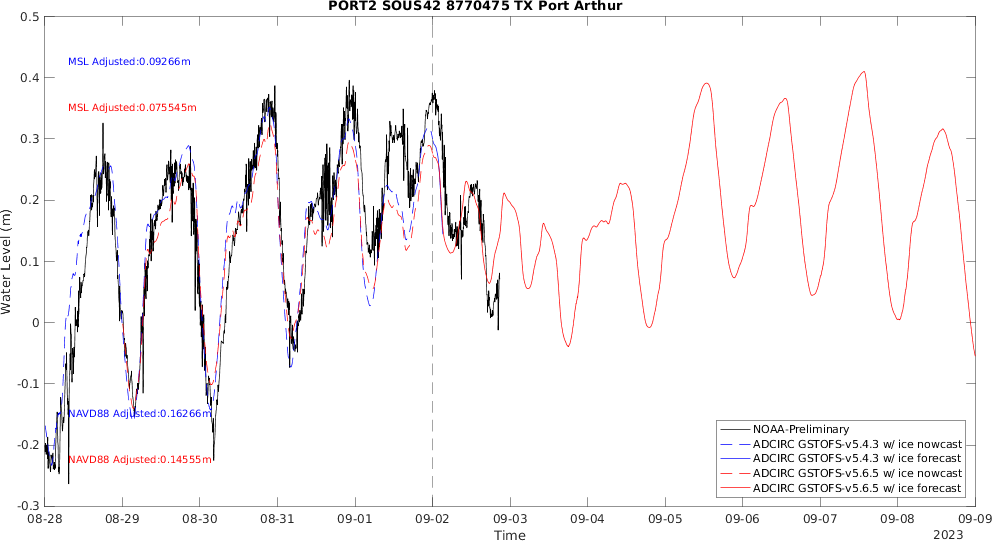 PORT2 SOUS42 8770475 TX Port Arthur
0.5
0.4
0.3
0.2
0.1
0
-0.1
-0.2
-0.3
Water Level (m)
MSL Adjusted:0.09266m
MSL Adjusted:0.075545m
NAVD88 Adjusted:0.16266m
NAVD88 Adjusted:0.14555m
NOAA-Preliminary
ADCIRC GSTOFS-v5.4.3 w/ ice nowcast
ADCIRC GSTOFS-v5.4.3 w/ ice forecast
ADCIRC GSTOFS-v5.6.5 w/ ice nowcast
ADCIRC GSTOFS-v5.6.5 w/ ice forecast
08-28 08-29 08-30 08-31 09-01 09-02 09-03 09-04 09-05 09-06 09-07 09-08 09-09
Time
2023